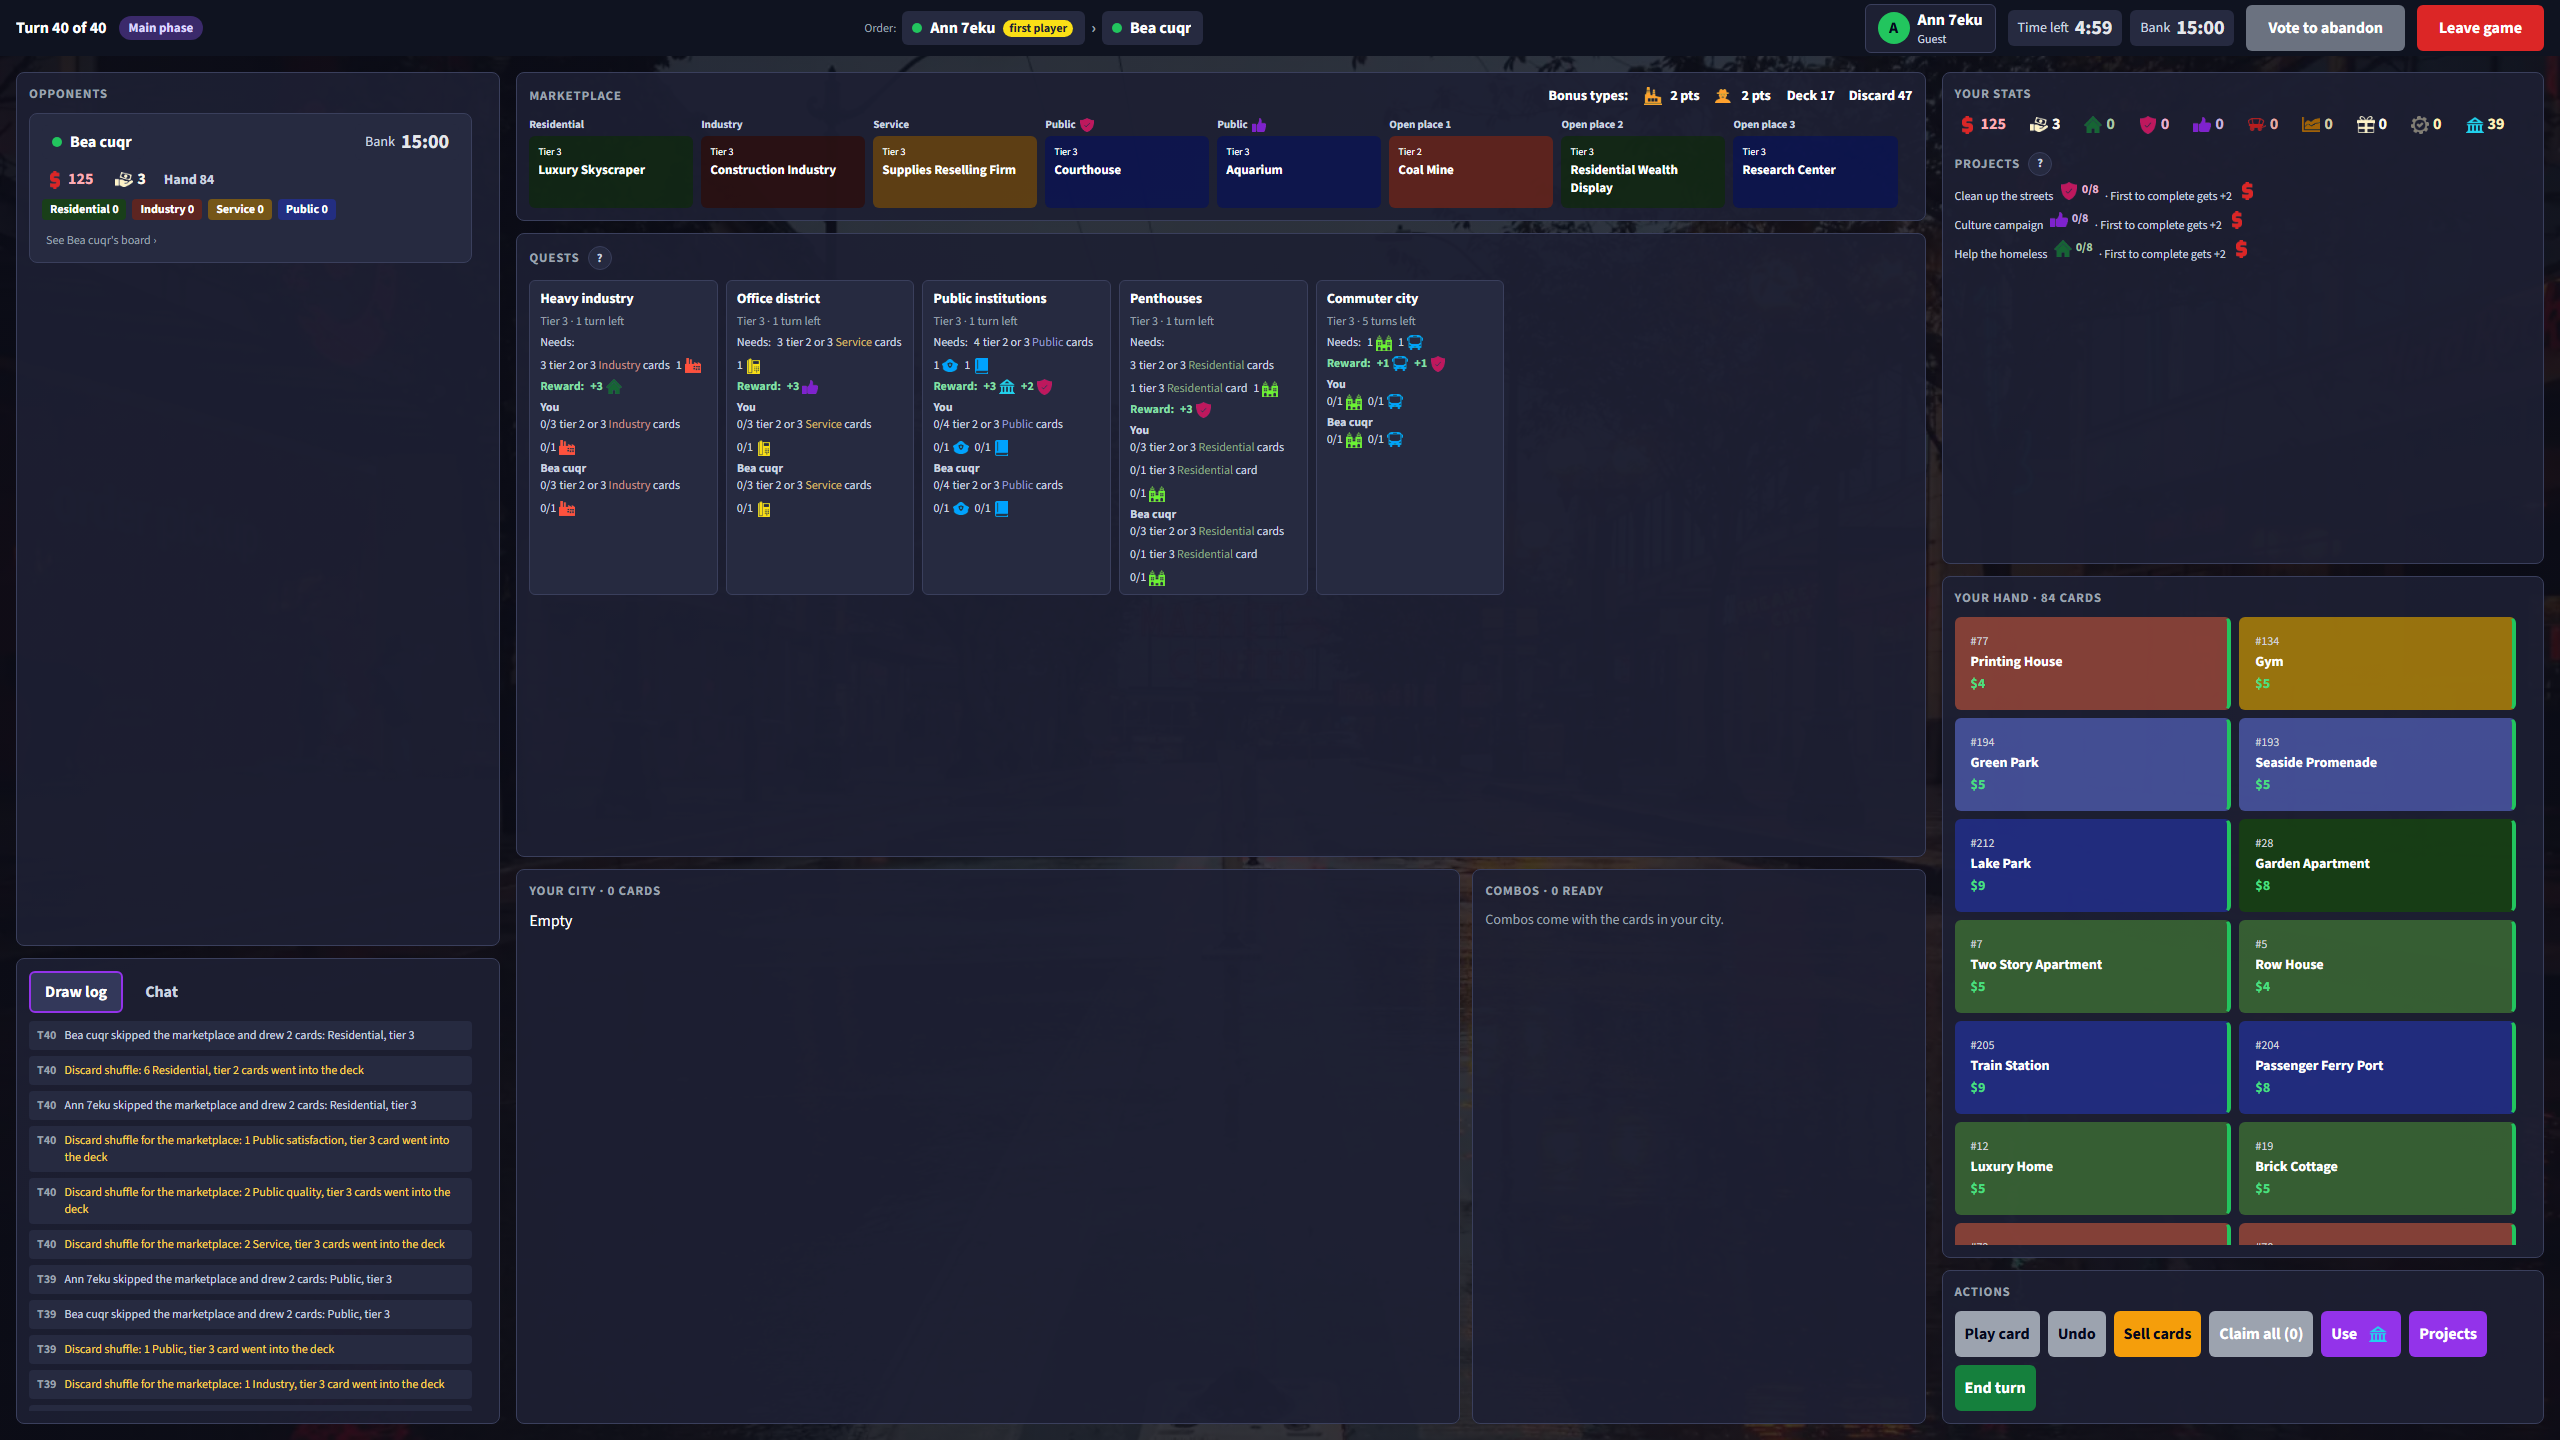 Turn 40 of 40
Main phase
Order:
Ann 7eku
first player
›
Bea cuqr
A
Ann 7eku
Guest
Time left 4:59
Bank 15:00
Vote to abandon
Leave game
OPPONENTS
Bea cuqr
Bank 15:00
125
3
Hand 84
Residential 0
Industry 0
Service 0
Public 0
See Bea cuqr's board ›
Draw log
Chat
T40 Bea cuqr skipped the marketplace and drew 2 cards: Residential, tier 3
T40 Discard shuffle: 6 Residential, tier 2 cards went into the deck
T40 Ann 7eku skipped the marketplace and drew 2 cards: Residential, tier 3
T40 Discard shuffle for the marketplace: 1 Public satisfaction, tier 3 card went into
the deck
T40 Discard shuffle for the marketplace: 2 Public quality, tier 3 cards went into the
deck
T40 Discard shuffle for the marketplace: 2 Service, tier 3 cards went into the deck
T39 Ann 7eku skipped the marketplace and drew 2 cards: Public, tier 3
T39 Bea cuqr skipped the marketplace and drew 2 cards: Public, tier 3
T39 Discard shuffle: 1 Public, tier 3 card went into the deck
T39 Discard shuffle for the marketplace: 1 Industry, tier 3 card went into the deck
MARKETPLACE
Bonus types: 2 pts 2 pts Deck 17 Discard 47
Residential
Tier 3
Luxury Skyscraper
Industry
Tier 3
Construction Industry
Service
Tier 3
Supplies Reselling Firm
Public
Tier 3
Courthouse
Public
Tier 3
Aquarium
Open place 1
Tier 2
Coal Mine
Open place 2
Tier 3
Residential Wealth
Display
Open place 3
Tier 3
Research Center
QUESTS ?
Heavy industry
Tier 3 · 1 turn left
Needs:
3 tier 2 or 3 Industry cards 1
Reward: +3
You
0/3 tier 2 or 3 Industry cards
0/1
Bea cuqr
0/3 tier 2 or 3 Industry cards
0/1
Office district
Tier 3 · 1 turn left
Needs: 3 tier 2 or 3 Service cards
1
Reward: +3
You
0/3 tier 2 or 3 Service cards
0/1
Bea cuqr
0/3 tier 2 or 3 Service cards
0/1
Public institutions
Tier 3 · 1 turn left
Needs: 4 tier 2 or 3 Public cards
1 1
Reward: +3 +2
You
0/4 tier 2 or 3 Public cards
0/1 0/1
Bea cuqr
0/4 tier 2 or 3 Public cards
0/1 0/1
Penthouses
Tier 3 · 1 turn left
Needs:
3 tier 2 or 3 Residential cards
1 tier 3 Residential card 1
Reward: +3
You
0/3 tier 2 or 3 Residential cards
0/1 tier 3 Residential card
0/1
Bea cuqr
0/3 tier 2 or 3 Residential cards
0/1 tier 3 Residential card
0/1
Commuter city
Tier 3 · 5 turns left
Needs: 1 1
Reward: +1 +1
You
0/1 0/1
Bea cuqr
0/1 0/1
YOUR CITY · 0 CARDS
Empty
COMBOS · 0 READY
Combos come with the cards in your city.
YOUR STATS
125 3 0 0 0 0 0 0 0 39
PROJECTS ?
Clean up the streets 0/8 · First to complete gets +2
Culture campaign 0/8 · First to complete gets +2
Help the homeless 0/8 · First to complete gets +2
YOUR HAND · 84 CARDS
#77
Printing House
$4
#134
Gym
$5
#194
Green Park
$5
#193
Seaside Promenade
$5
#212
Lake Park
$9
#28
Garden Apartment
$8
#7
Two Story Apartment
$5
#5
Row House
$4
#205
Train Station
$9
#204
Passenger Ferry Port
$8
#12
Luxury Home
$5
#19
Brick Cottage
$5
ACTIONS
Play card
Undo
Sell cards
Claim all (0)
Use
Projects
End turn